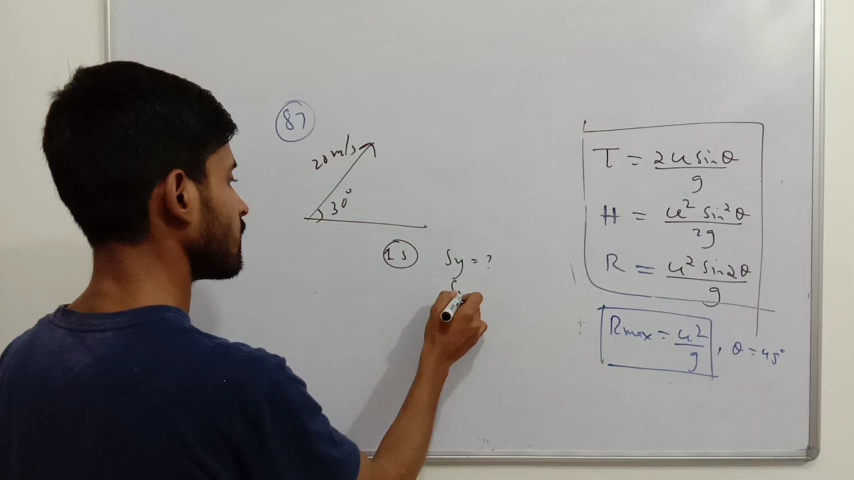 87
20 m/s
30°
1 s
Sy = ?
T = 2u sinθ / g
H = u² sin²θ / 2g
R = u² sin2θ / g
Rmax = u² / g , θ = 45°